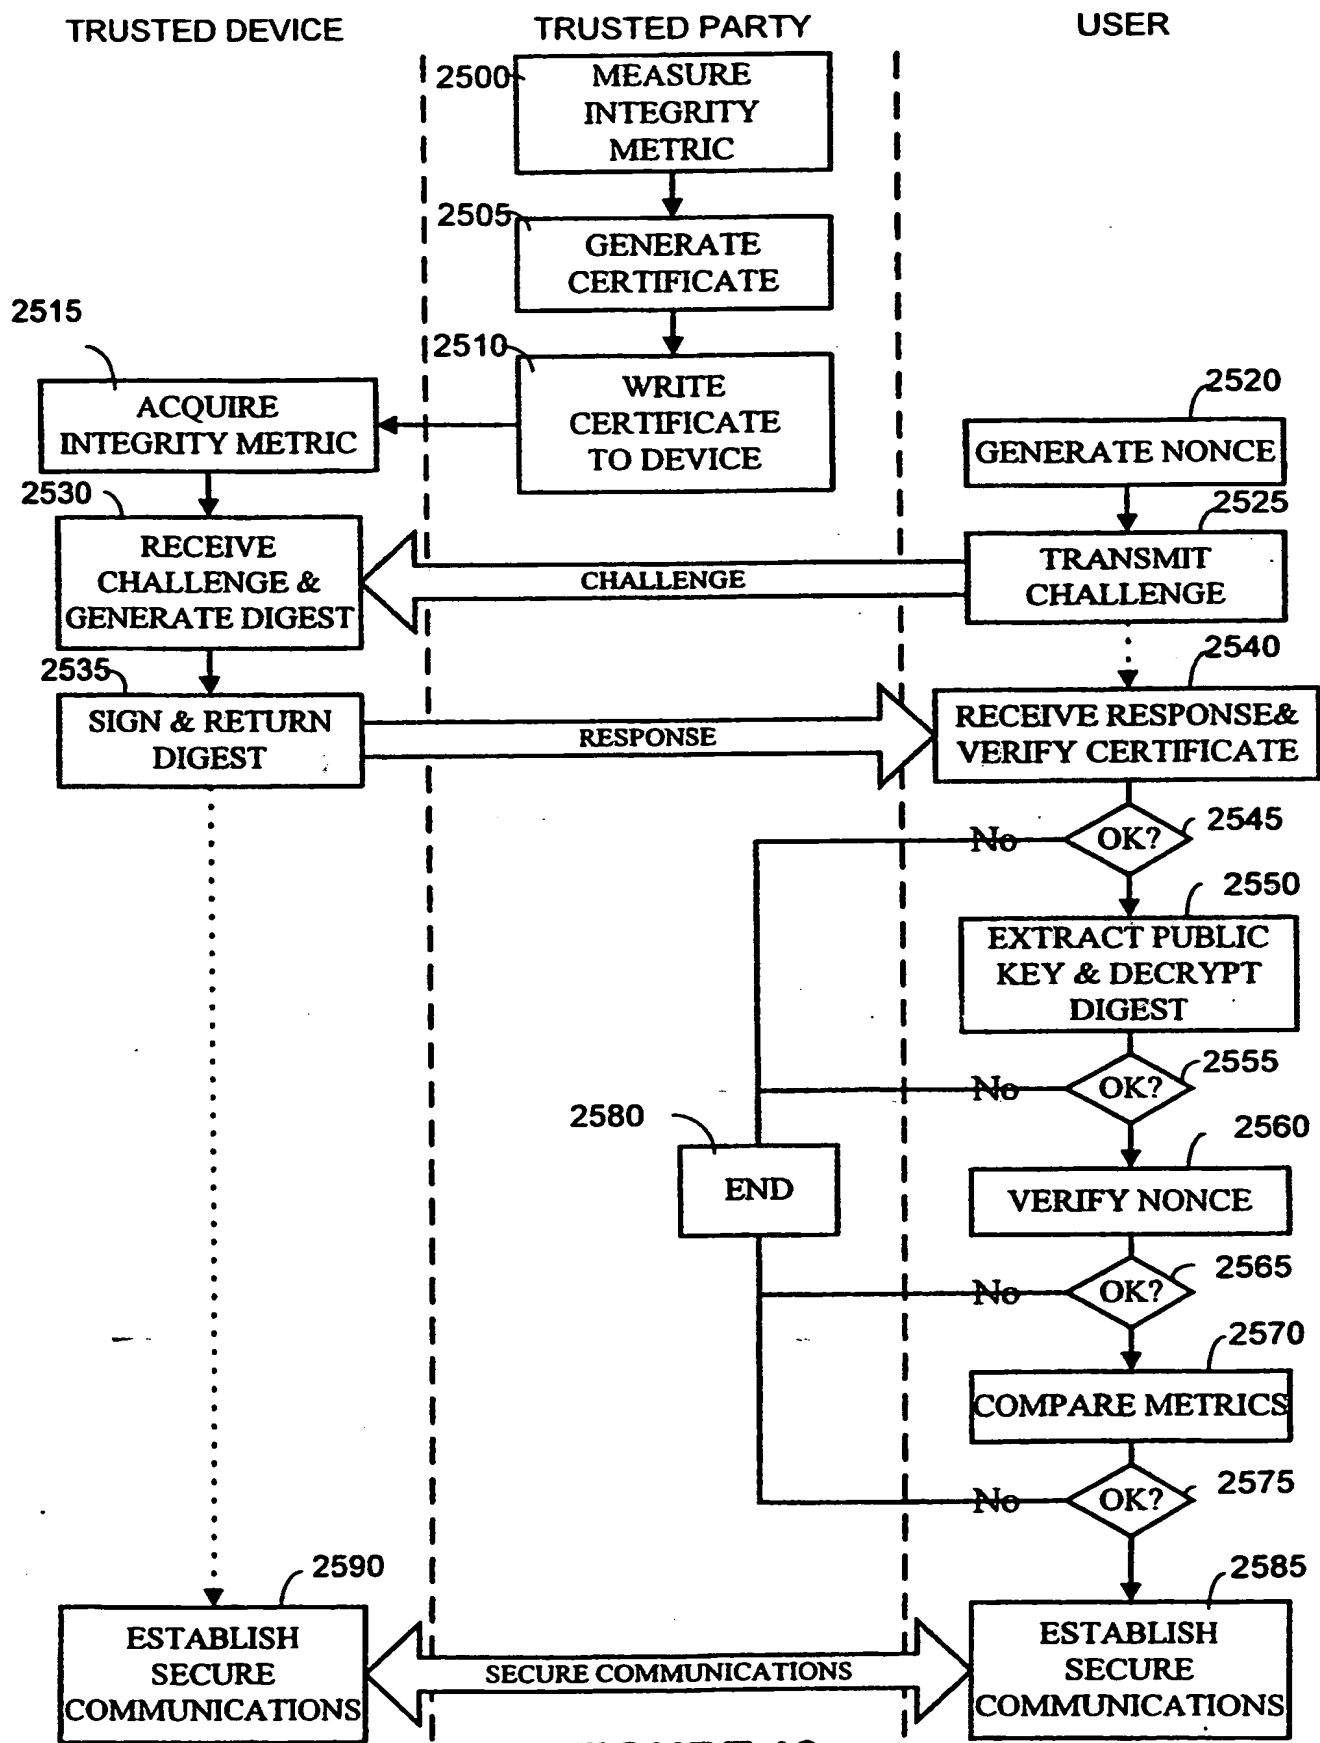 TRUSTED DEVICE
TRUSTED PARTY
USER
2500
MEASURE
INTEGRITY
METRIC
2505
GENERATE
CERTIFICATE
2510
WRITE
CERTIFICATE
TO DEVICE
2515
ACQUIRE
INTEGRITY METRIC
2520
GENERATE NONCE
2525
TRANSMIT
CHALLENGE
2530
RECEIVE
CHALLENGE &
GENERATE DIGEST
CHALLENGE
2535
SIGN & RETURN
DIGEST
RESPONSE
2540
RECEIVE RESPONSE&
VERIFY CERTIFICATE
2545
OK?
No
2550
EXTRACT PUBLIC
KEY & DECRYPT
DIGEST
2555
OK?
No
2580
END
2560
VERIFY NONCE
2565
OK?
No
2570
COMPARE METRICS
2575
OK?
No
2590
ESTABLISH
SECURE
COMMUNICATIONS
SECURE COMMUNICATIONS
2585
ESTABLISH
SECURE
COMMUNICATIONS